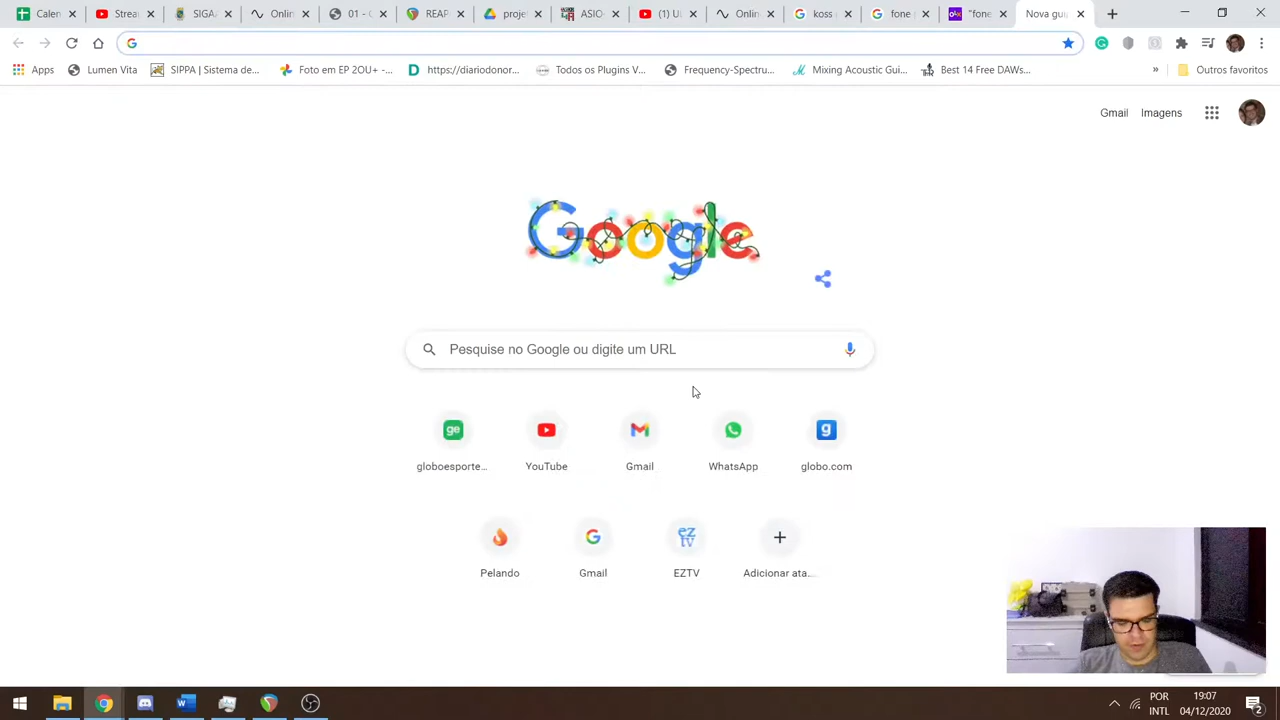 Calen
Strea
SIGA
Onlin
01 - C
REAP
proje
ASIO
(1) U
Onlin
koss
fone
"fone
Nova gui
Apps
Lumen Vita
SIPPA | Sistema de...
Foto em EP 2OU+ -...
https://diariodonor...
Todos os Plugins V...
Frequency-Spectru...
Mixing Acoustic Gui...
Best 14 Free DAWs...
»
Outros favoritos
Gmail
Imagens
Google
Pesquise no Google ou digite um URL
globoesporte...
YouTube
Gmail
WhatsApp
globo.com
Pelando
Gmail
EZTV
Adicionar ata...
POR
INTL
19:07
04/12/2020
2